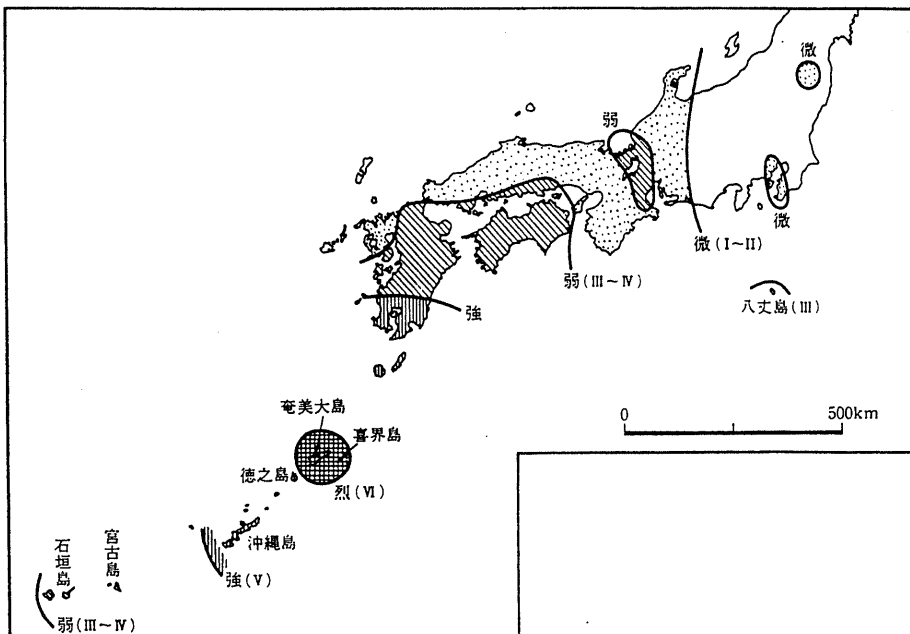 微
弱
微
微(I~II)
弱(III~IV)
八丈島(III)
強
0
500km
奄美大島
喜界島
徳之島
烈(VI)
沖縄島
宮古島
石垣島
強(V)
弱(III~IV)